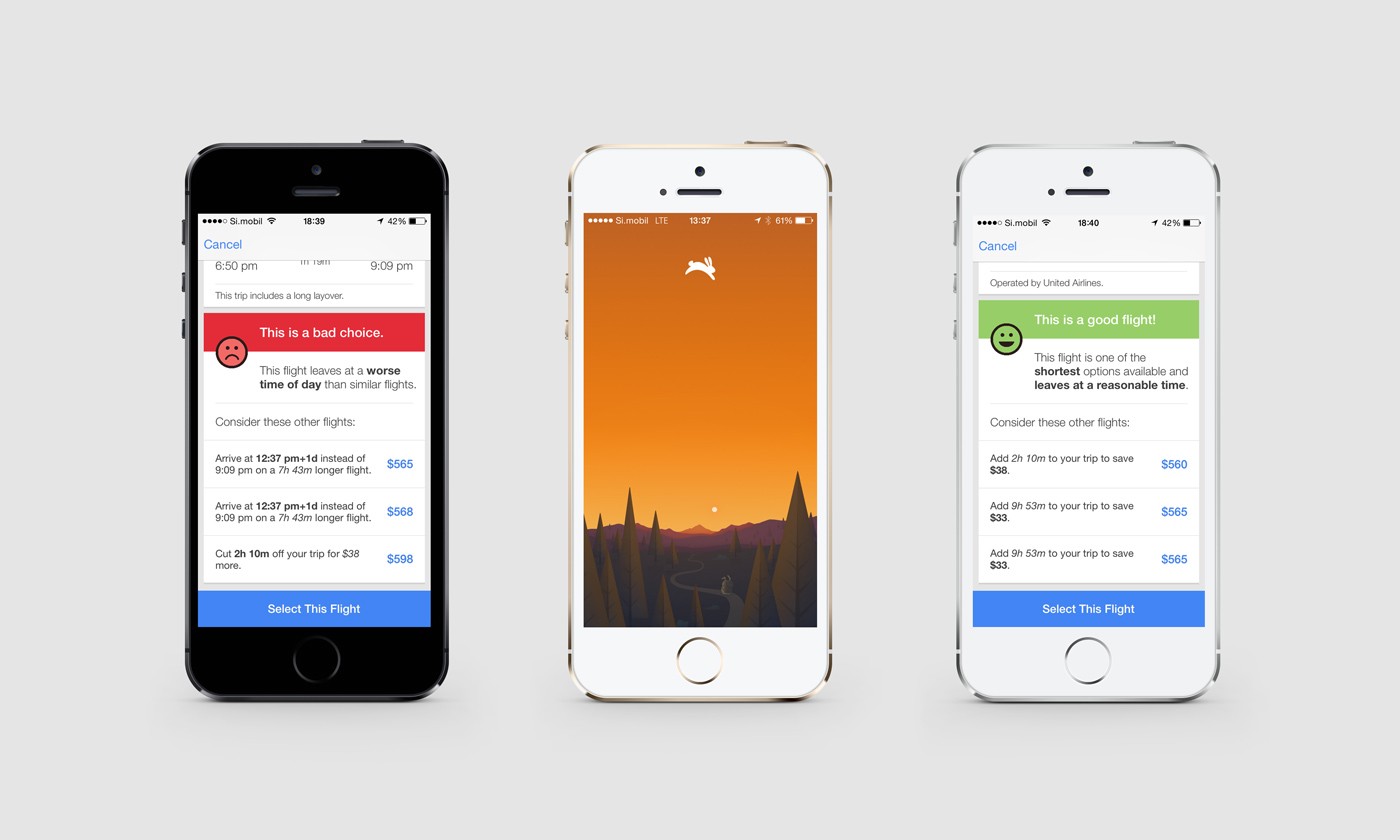 Si.mobil 18:39 42%
Cancel
6:50 pm 1h 19m 9:09 pm
This trip includes a long layover.
This is a bad choice.
This flight leaves at a worse
time of day than similar flights.
Consider these other flights:
Arrive at 12:37 pm+1d instead of
9:09 pm on a 7h 43m longer flight.
$565
Arrive at 12:37 pm+1d instead of
9:09 pm on a 7h 43m longer flight.
$568
Cut 2h 10m off your trip for $38
more.
$598
Select This Flight
Si.mobil LTE 13:37 61%
Si.mobil 18:40 42%
Cancel
Operated by United Airlines.
This is a good flight!
This flight is one of the
shortest options available and
leaves at a reasonable time.
Consider these other flights:
Add 2h 10m to your trip to save
$38.
$560
Add 9h 53m to your trip to save
$33.
$565
Add 9h 53m to your trip to save
$33.
$565
Select This Flight